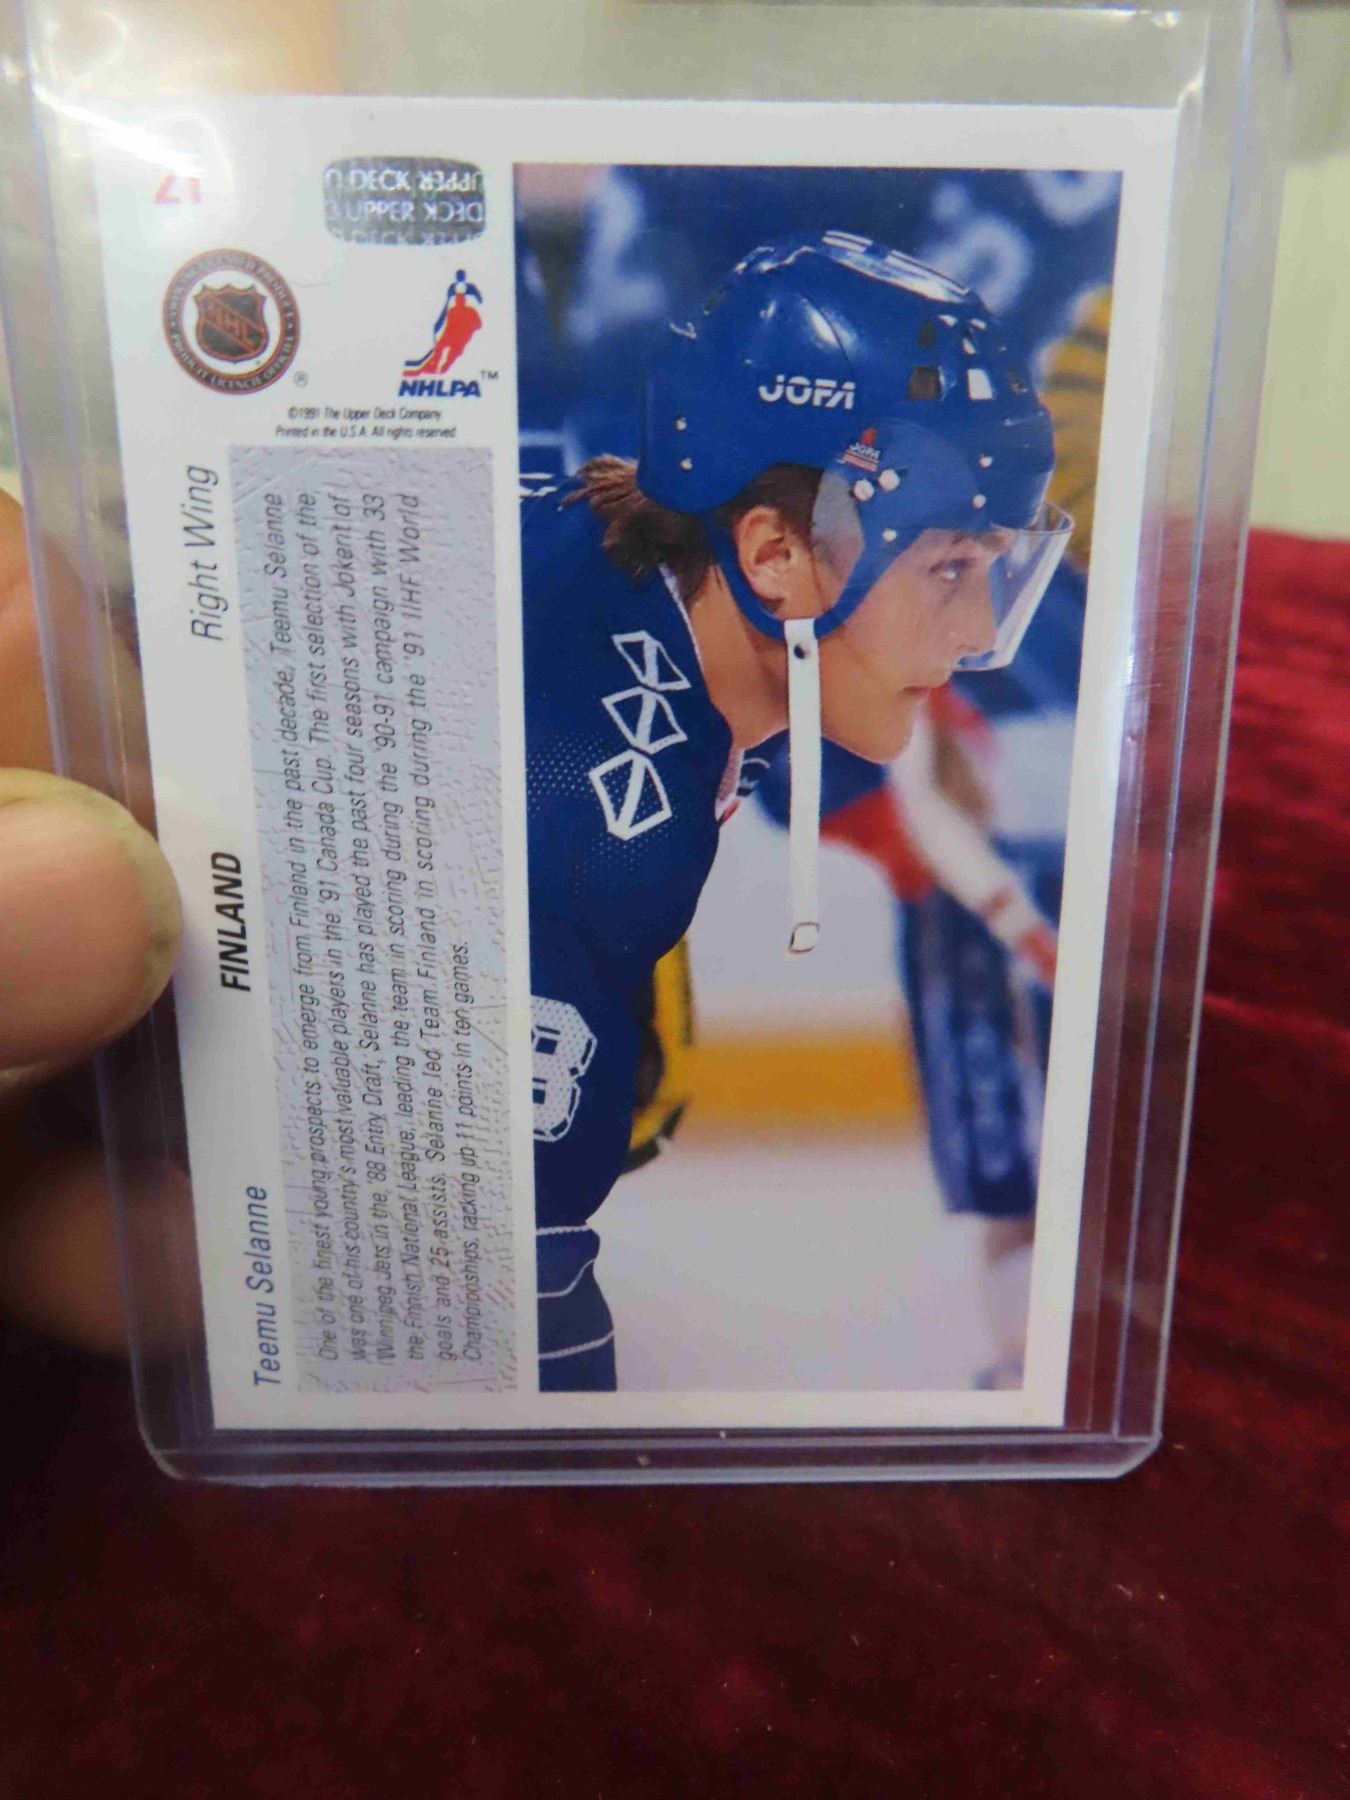 21
UPPER DECK
UPPER DECK
NHLPA™
®
©1991 The Upper Deck Company
Printed in the U.S.A. All rights reserved
Teemu Selanne FINLAND Right Wing
One of the finest young prospects to emerge from Finland in the past decade, Teemu Selanne
was one of his country's most valuable players in the '91 Canada Cup. The first selection of the
Winnipeg Jets in the '88 Entry Draft, Selanne has played the past four seasons with Jokerit of
the Finnish National League, leading the team in scoring during the '90-91 campaign with 33
goals and 25 assists. Selanne led Team Finland in scoring during the '91 IIHF World
Championships, racking up 11 points in ten games.
JOFA
JOFA
8